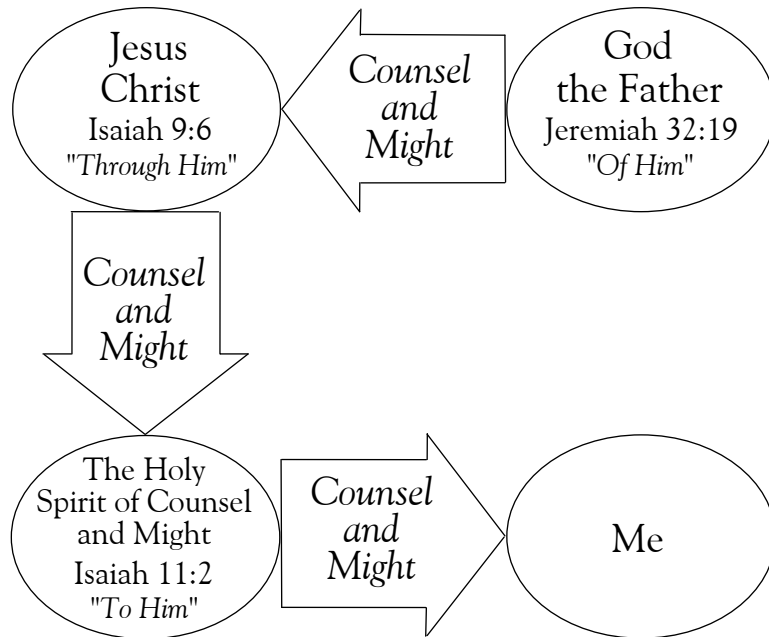 Jesus
Christ
Isaiah 9:6
"Through Him"
Counsel
and
Might
God
the Father
Jeremiah 32:19
"Of Him"
Counsel
and
Might
The Holy
Spirit of Counsel
and Might
Isaiah 11:2
"To Him"
Counsel
and
Might
Me